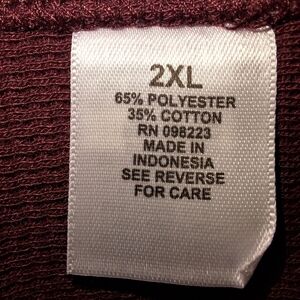 2XL
65% POLYESTER
35% COTTON
RN 098223
MADE IN
INDONESIA
SEE REVERSE
FOR CARE